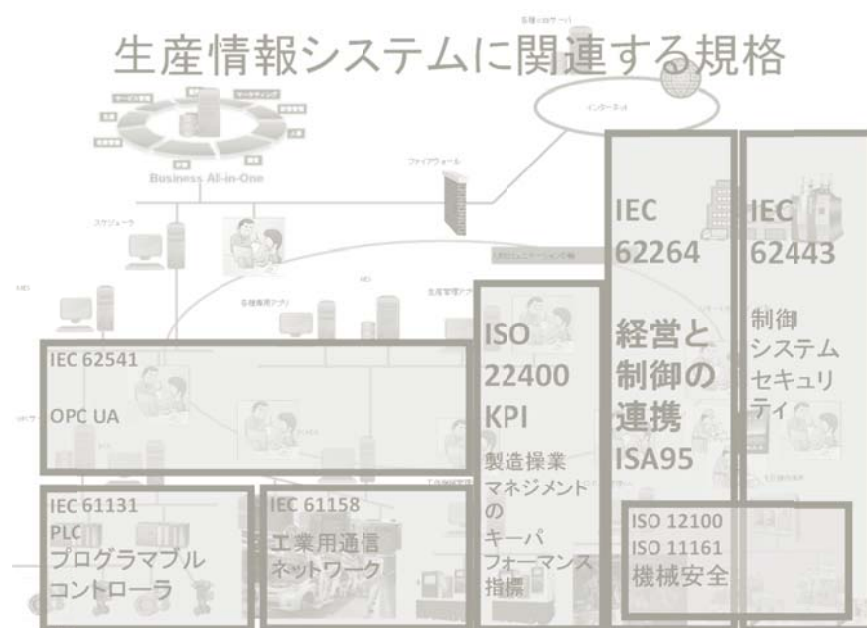 生産情報システムに関連する規格
インターネット
Business All-in-One
ファイアウォール
スケジューラ
IEC
62264
経営と
制御の
連携
ISA95
IEC
62443
制御
システム
セキュリ
ティ
ISO
22400
KPI
製造操業
マネジメント
の
キーパ
フォーマンス
指標
IEC 62541
OPC UA
IEC 61131
PLC
プログラマブル
コントローラ
IEC 61158
工業用通信
ネットワーク
ISO 12100
ISO 11161
機械安全